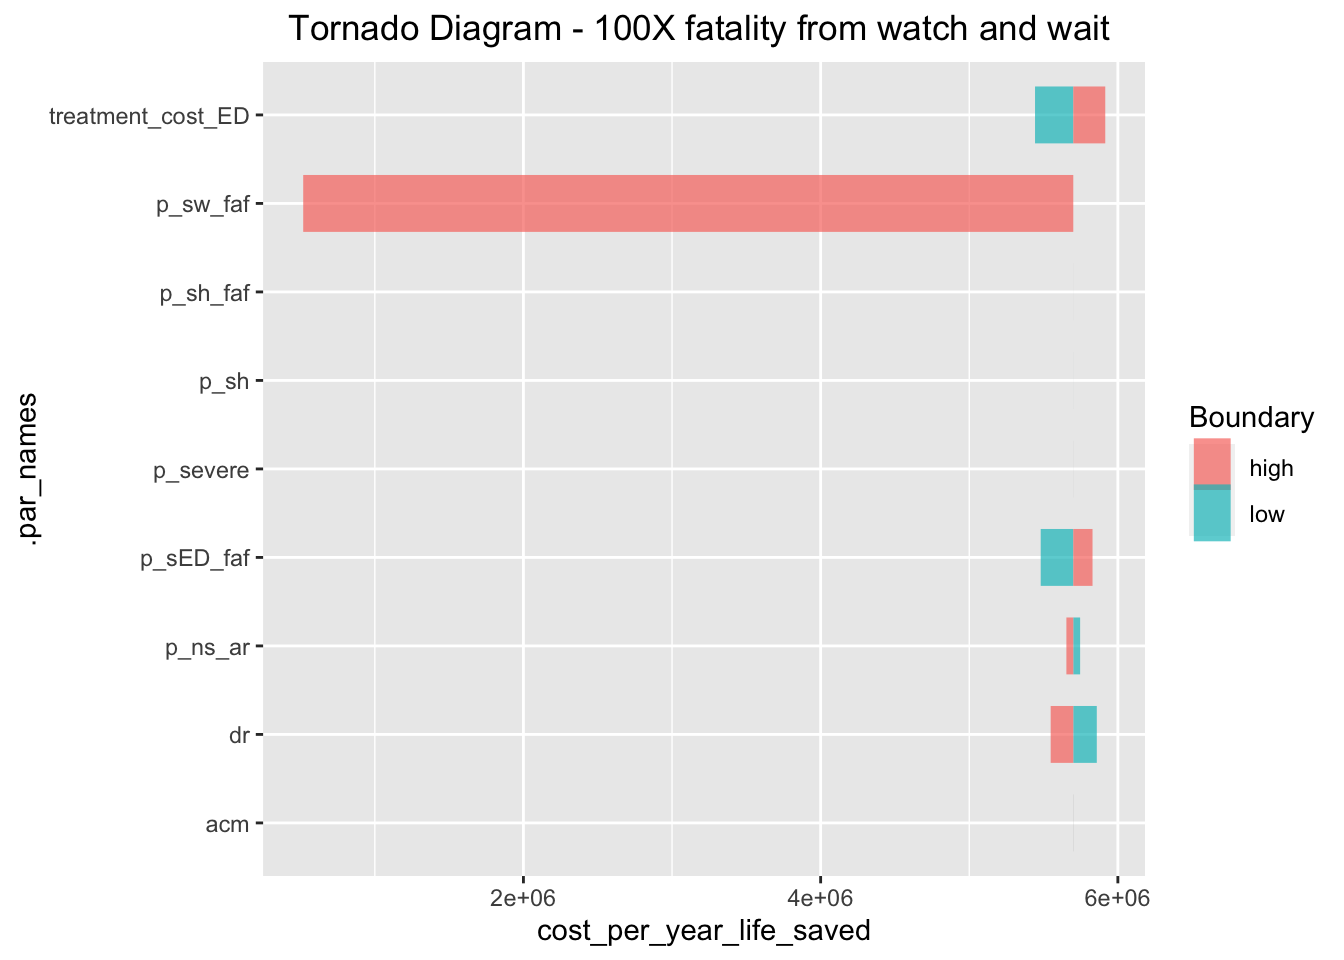 Tornado Diagram - 100X fatality from watch and wait
treatment_cost_ED
p_sw_faf
p_sh_faf
p_sh
p_severe
p_sED_faf
p_ns_ar
dr
acm
.par_names
2e+06
4e+06
6e+06
cost_per_year_life_saved
Boundary
high
low